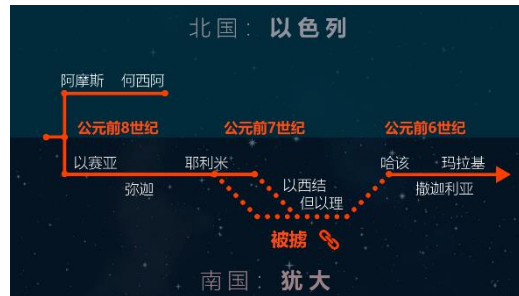 北国：以色列
阿摩斯 何西阿
公元前8世纪 公元前7世纪 公元前6世纪
以赛亚 耶利米 哈该 玛拉基
弥迦 以西结 撒迦利亚
但以理
被掳
南国：犹大